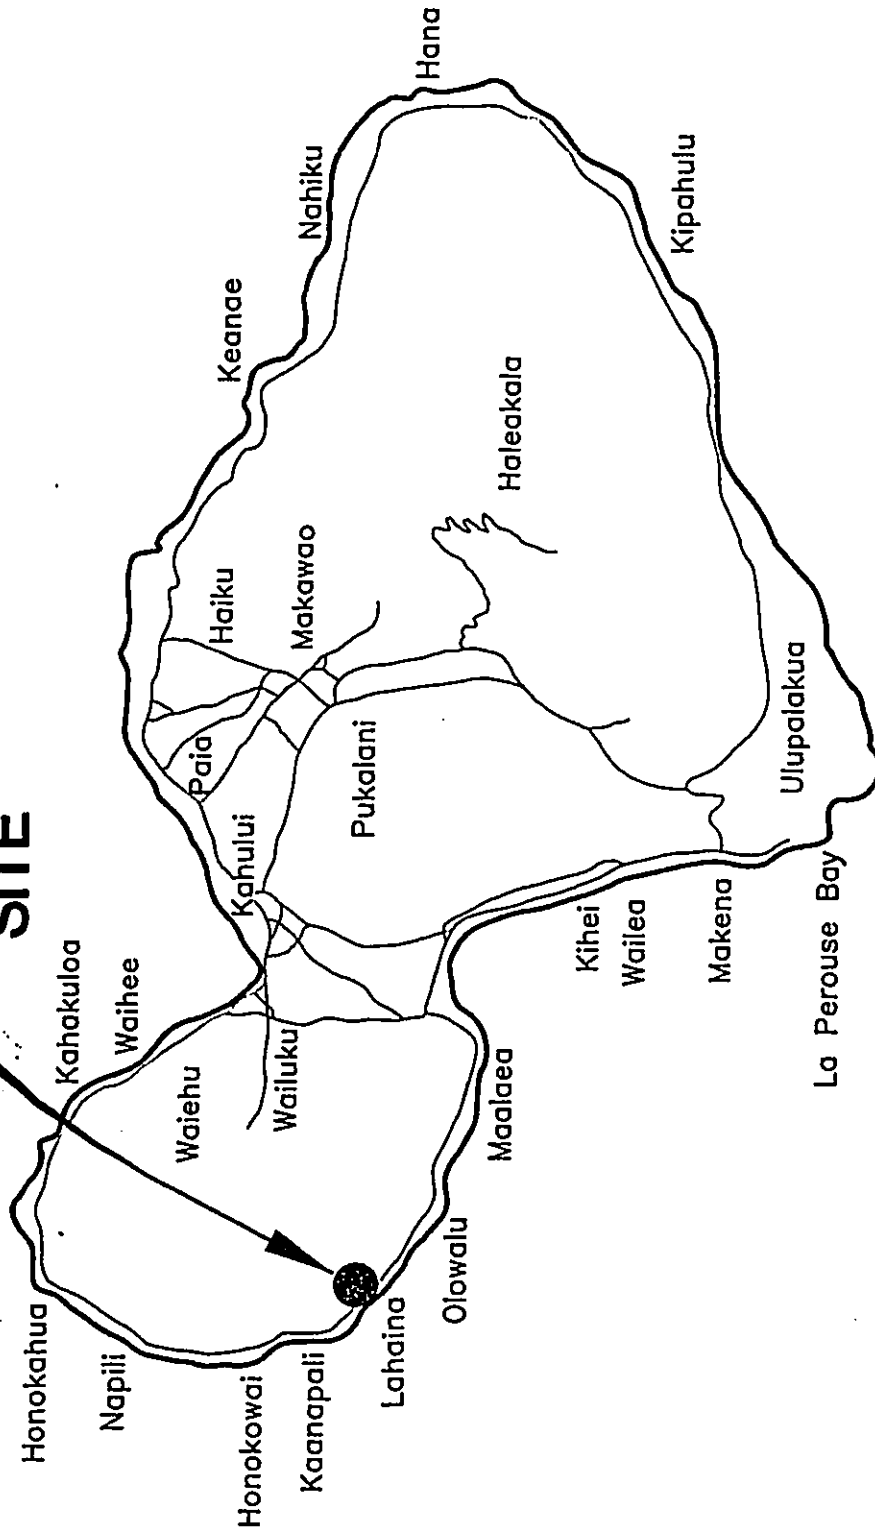 SITE
Kahakuloa
Waihee
Honokahua
Napili
Waiehu
Wailuku
Honokowai
Kaanapali
Lahaina
Olowalu
Maalaea
Kahului
Paia
Haiku
Makawao
Pukalani
Keanae
Nahiku
Hana
Haleakala
Kipahulu
Kihei
Wailea
Makena
Ulupalakua
La Perouse Bay